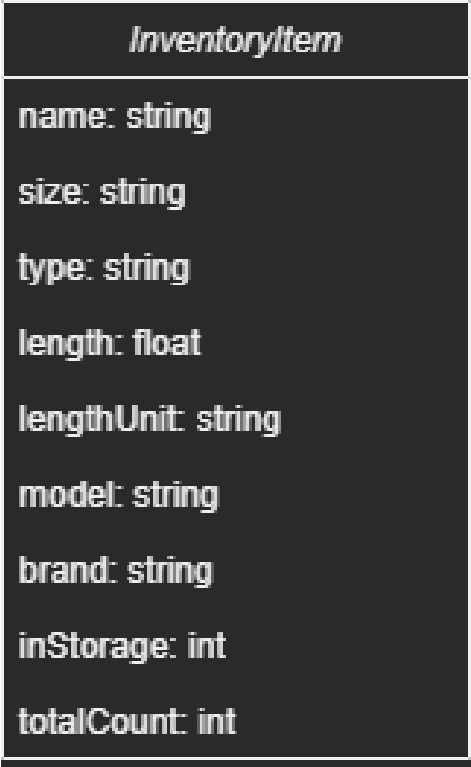 InventoryItem
name: string
size: string
type: string
length: float
lengthUnit: string
model: string
brand: string
inStorage: int
totalCount: int